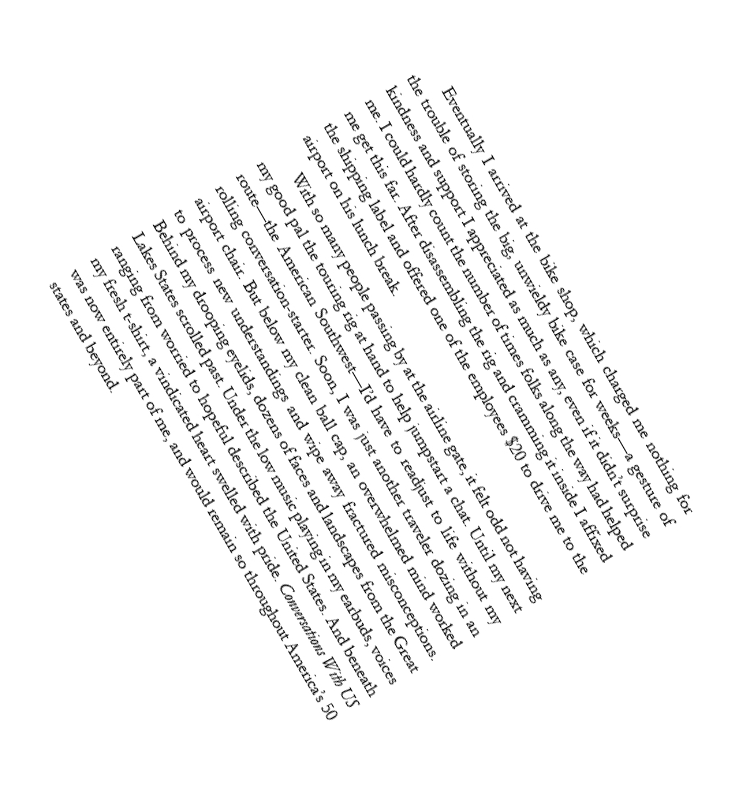 Eventually I arrived at the bike shop, which charged me nothing for
the trouble of storing the big, unwieldy bike case for weeks—a gesture of
kindness and support I appreciated as much as any, even if it didn't surprise
me. I could hardly count the number of times folks along the way had helped
me get this far. After disassembling the rig and cramming it inside I affixed
the shipping label and offered one of the employees $20 to drive me to the
airport on his lunch break.
With so many people passing by at the airline gate, it felt odd not having
my good pal the touring rig at hand to help jumpstart a chat. Until my next
route—the American Southwest—I'd have to readjust to life without my
rolling conversation-starter. Soon, I was just another traveler dozing in an
airport chair. But below my clean ball cap, an overwhelmed mind worked
to process new understandings and wipe away fractured misconceptions.
Behind my drooping eyelids, dozens of faces and landscapes from the Great
Lakes States scrolled past. Under the low music playing in my earbuds, voices
ranging from worried to hopeful described the United States. And beneath
my fresh t-shirt, a vindicated heart swelled with pride. Conversations With US
was now entirely part of me, and would remain so throughout America's 50
states and beyond.